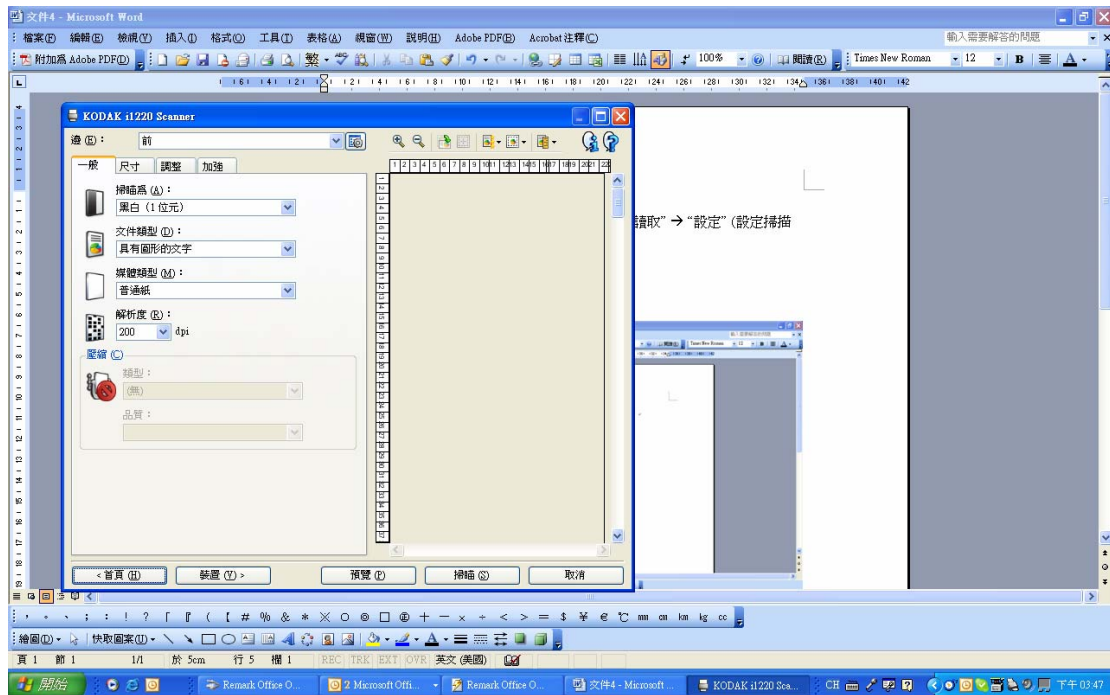 文件4 - Microsoft Word
檔案(F) 編輯(E) 檢視(V) 插入(I) 格式(O) 工具(T) 表格(A) 視窗(W) 說明(H) Adobe PDF(B) Acrobat 注釋(C) 輸入需要解答的問題
附加為 Adobe PDF(D) 繁 100% 閱讀(R) Times New Roman 12 B A
KODAK i1220 Scanner
邊(E)： 前
一般 尺寸 調整 加強
掃瞄為 (A)：
黑白（1 位元）
讀取” → “設定” (設定掃描
文件類型 (D)：
具有圖形的文字
媒體類型 (M)：
普通紙
解析度 (R)：
200 dpi
壓縮 (C)
類型：
(無)
品質：
<首頁(H) 裝置(V)> 預覽(P) 掃瞄(S) 取消
， 。 、 ； ： ！ ？ 「 『 （ 【 # % & * ※ ○ ◎ □ ⊕ ＋ － × ÷ < > = $ ¥ € ℃ mm cm km kg cc
繪圖(D) 快取圖案(U)
頁 1 節 1 1/1 於 5cm 行 5 欄 1 REC TRK EXT OVR 英文 (美國)
開始 Remark Office O... 2 Microsoft Offi... Remark Office O... 文件4 - Microsoft ... KODAK i1220 Sca... CH 下午 03:47